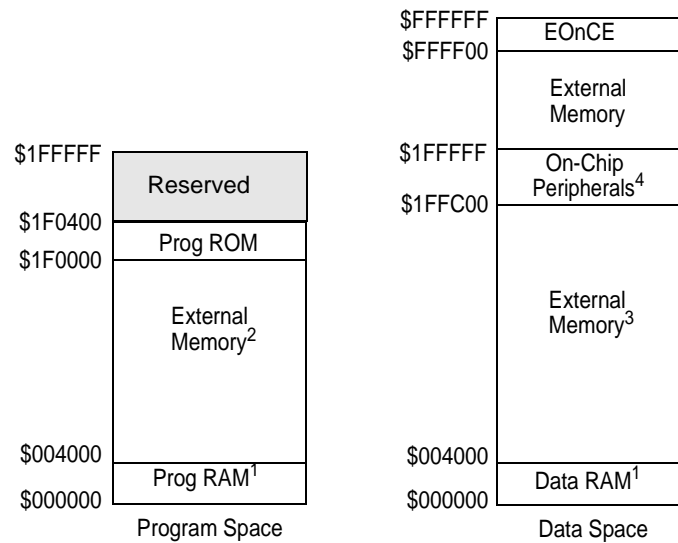 $1FFFFF
Reserved
$1F0400
Prog ROM
$1F0000
External
Memory2
$004000
Prog RAM1
$000000
Program Space
$FFFFFF
EOnCE
$FFFF00
External
Memory
$1FFFFF
On-Chip
Peripherals4
$1FFC00
External
Memory3
$004000
Data RAM1
$000000
Data Space